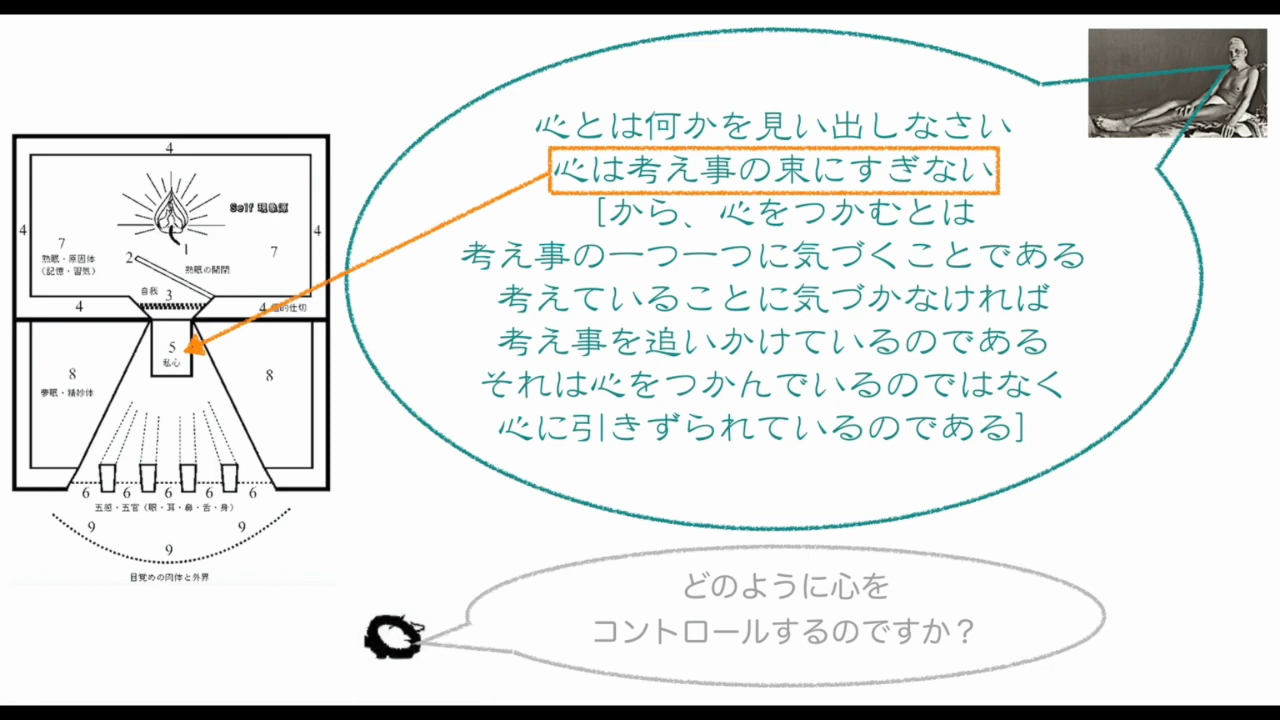 心とは何かを見い出しなさい
心は考え事の束にすぎない
[から、心をつかむとは
考え事の一つ一つに気づくことである
考えていることに気づかなければ
考え事を追いかけているのである
それは心をつかんでいるのではなく
心に引きずられているのである]
どのように心を
コントロールするのですか？
4
Self 現象源
4
4
7
7
熟眠・原因体
(記憶・習気)
1
2
熟眠の開閉
自我
3
4
4
5
私心
8
8
夢眠・精妙体
6 6 6 6 6
五感・五官(眼・耳・鼻・舌・身)
9
9
9
目覚めの肉体と外界